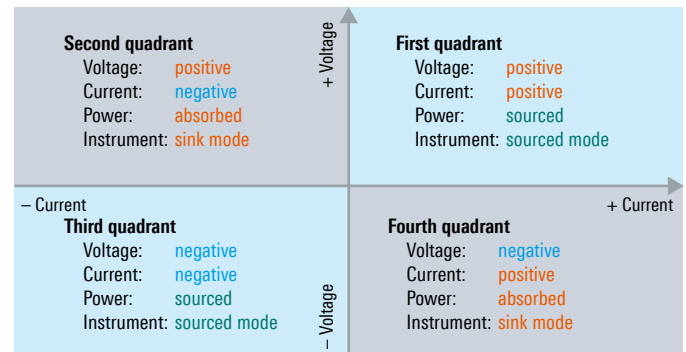 Second quadrant
Voltage: positive
Current: negative
Power: absorbed
Instrument: sink mode
+ Voltage
First quadrant
Voltage: positive
Current: positive
Power: sourced
Instrument: sourced mode
– Current
+ Current
Third quadrant
Voltage: negative
Current: negative
Power: sourced
Instrument: sourced mode
– Voltage
Fourth quadrant
Voltage: negative
Current: positive
Power: absorbed
Instrument: sink mode